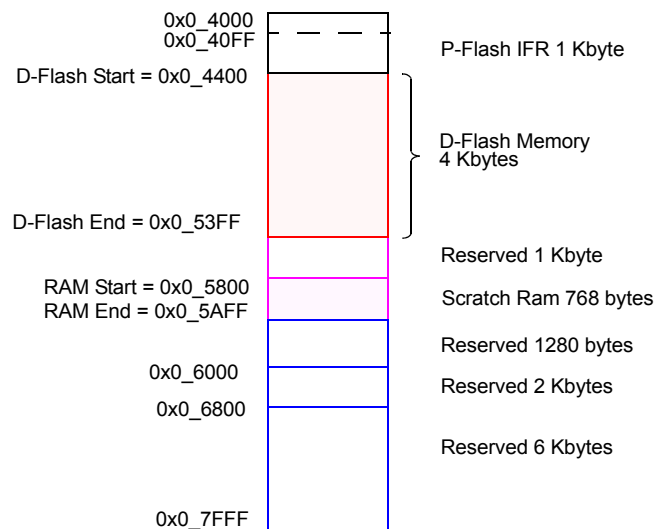 0x0_4000
0x0_40FF
P-Flash IFR 1 Kbyte
D-Flash Start = 0x0_4400
D-Flash Memory
4 Kbytes
D-Flash End = 0x0_53FF
Reserved 1 Kbyte
RAM Start = 0x0_5800
Scratch Ram 768 bytes
RAM End = 0x0_5AFF
Reserved 1280 bytes
0x0_6000
Reserved 2 Kbytes
0x0_6800
Reserved 6 Kbytes
0x0_7FFF